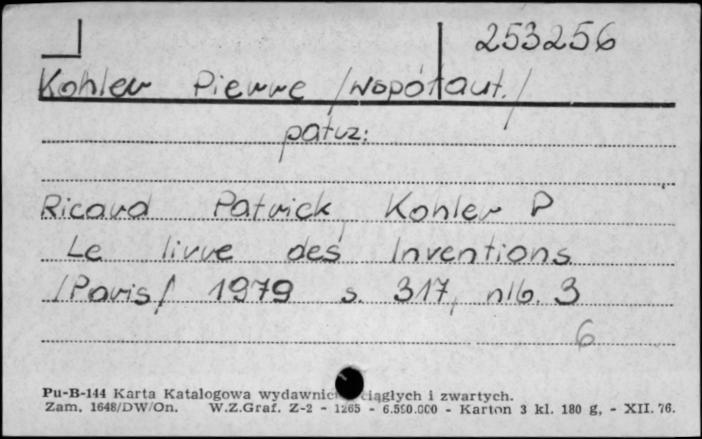 253256
Kohler Pierre /współaut./
patrz:
Ricard Patrick, Kohler P
Le livre des Inventions
/Paris/ 1979 s. 317, nlb. 3
6
Pu-B-144 Karta Katalogowa ciągłych i zwartych.
Zam. 1648/DW/On. W.Z.Graf. Z-2 - 1265 - 6.500.000 - Karton 3 kl. 180 g, - XII. 76.